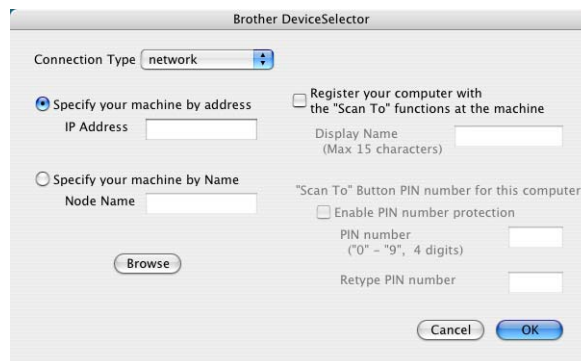 Brother DeviceSelector
Connection Type network
Specify your machine by address
IP Address
Specify your machine by Name
Node Name
Browse
Register your computer with
the "Scan To" functions at the machine
Display Name
(Max 15 characters)
"Scan To" Button PIN number for this computer
Enable PIN number protection
PIN number
("0" – "9", 4 digits)
Retype PIN number
Cancel OK